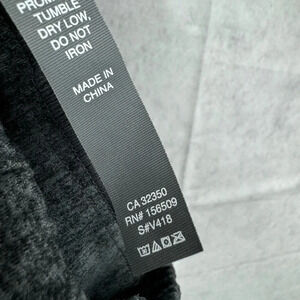 TUMBLE
DRY LOW,
DO NOT
IRON
MADE IN
CHINA
CA 32350
RN# 156509
S#V418